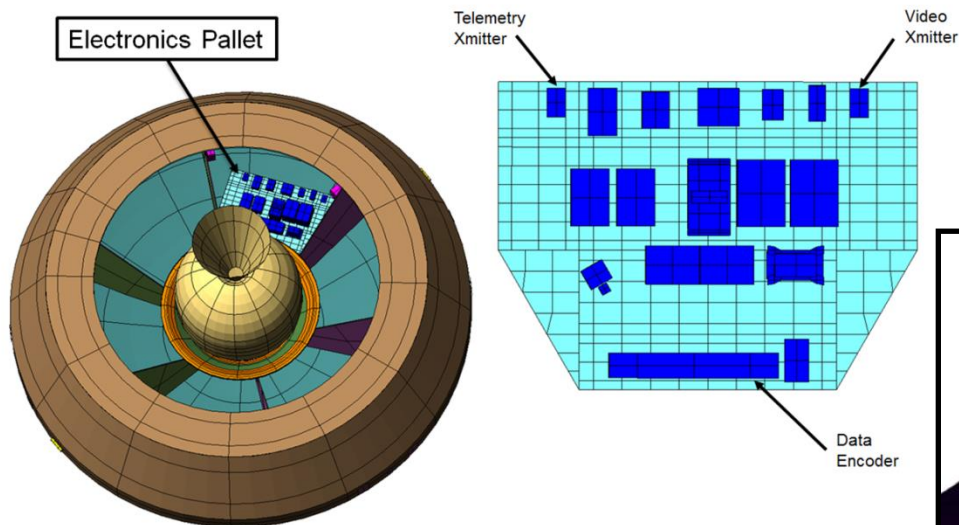 Electronics Pallet
Telemetry
Xmitter
Video
Xmitter
Data
Encoder